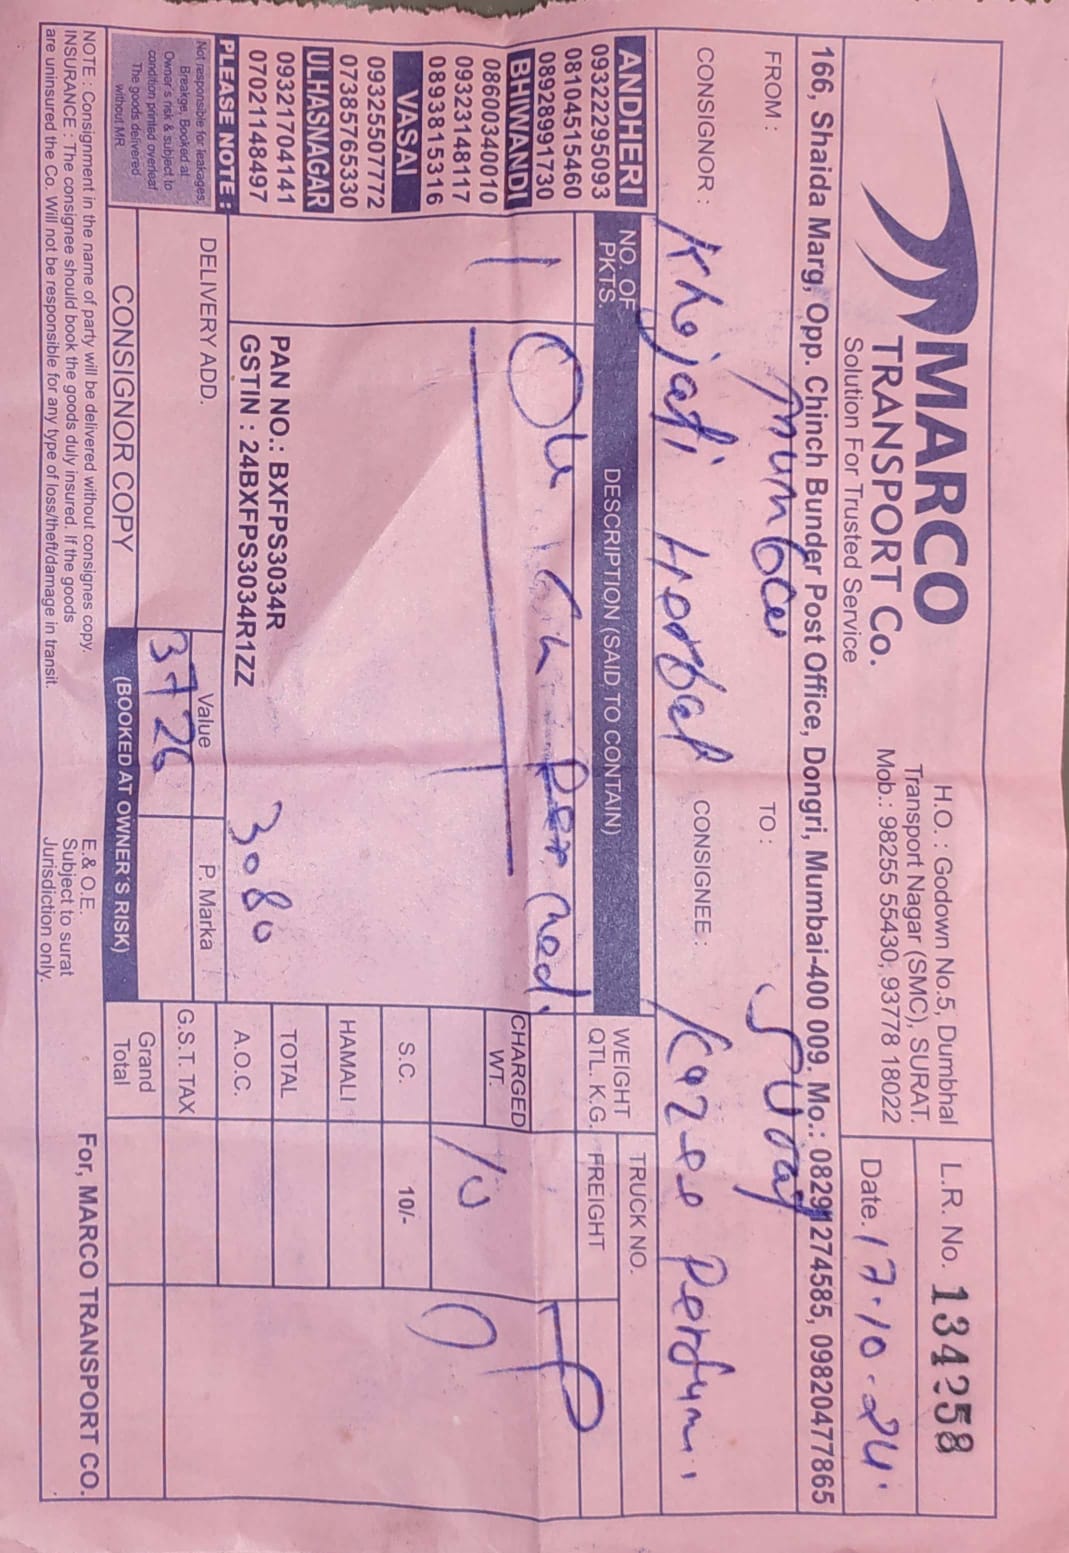 MARCO
TRANSPORT Co.
Solution For Trusted Service
H.O. : Godown No.5, Dumbhal
Transport Nagar (SMC), SURAT.
Mob.: 98255 55430, 93778 18022
L.R. No. 134258
Date. 17.10.24
166, Shaida Marg, Opp. Chinch Bunder Post Office, Dongri, Mumbai-400 009. Mo.: 08291274585, 09820477865
FROM : mumbai
TO : Surat
CONSIGNOR : Khojati Hoorbad
CONSIGNEE : Kazee Perfum
ANDHERI
09322295093
08104515460
08928991730
BHIWANDI
08600340010
09323148117
08938815316
VASAI
09325507772
07385765330
ULHASNAGAR
09321704141
07021148497
PLEASE NOTE :
Not responsible for leakages,
Breakge, Booked at
Owner's risk & subject to
condition printed overleaf
The goods delivered
without MR
NO. OF PKTS.
DESCRIPTION (SAID TO CONTAIN)
WEIGHT QTL. K.G.
TRUCK NO.
FREIGHT
1
CHARGED WT.
10
S.C. 10/-
HAMALI
TOTAL
A.O.C.
G.S.T. TAX
Grand Total
PAN NO.: BXFPS3034R
GSTIN : 24BXFPS3034R1ZZ
3080
DELIVERY ADD.
Value
3726
P. Marka
CONSIGNOR COPY
(BOOKED AT OWNER'S RISK)
NOTE : Consignment in the name of party will be delivered without consignes copy.
INSURANCE : The consignee should book the goods duly insured. If the goods
are uninsured the Co. Will not be responsible for any type of loss/theft/damage in transit.
E.& O.E.
Subject to surat
Jurisdiction only.
For, MARCO TRANSPORT CO.